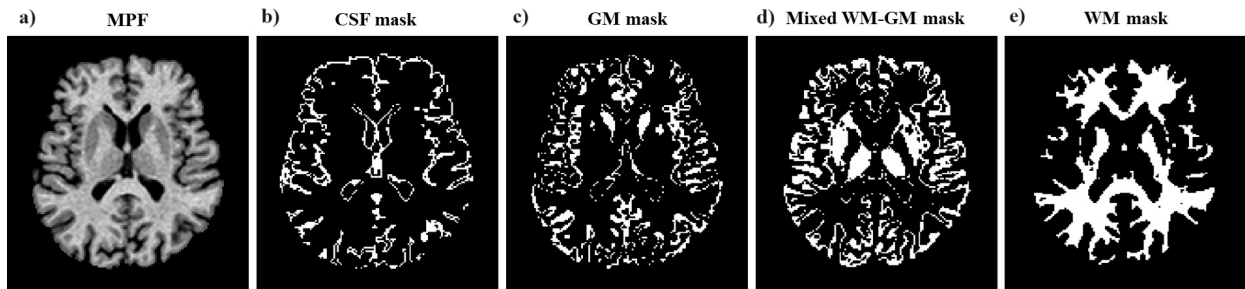 a) MPF
b) CSF mask
c) GM mask
d) Mixed WM-GM mask
e) WM mask